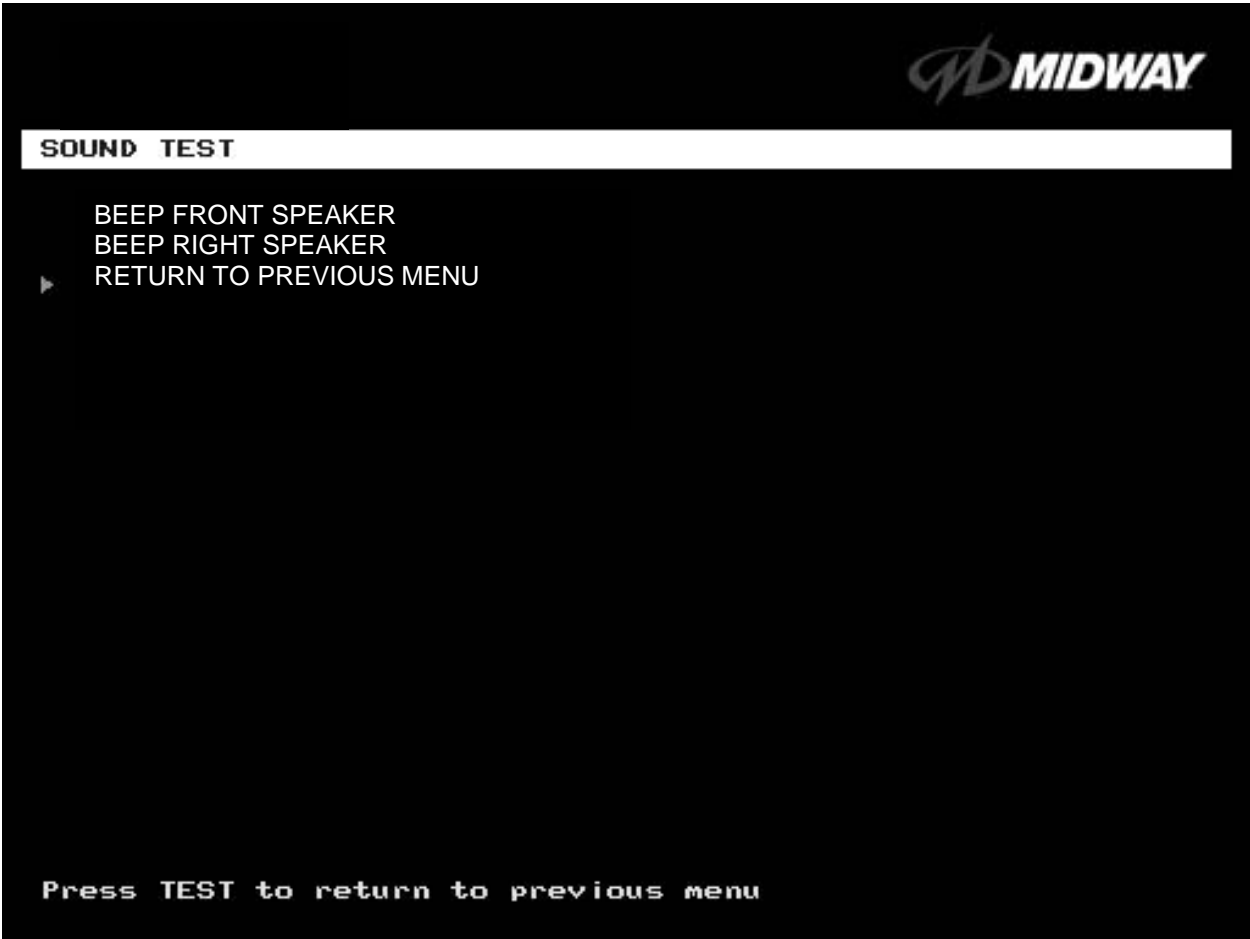 MIDWAY
SOUND TEST
BEEP FRONT SPEAKER
BEEP RIGHT SPEAKER
RETURN TO PREVIOUS MENU
Press TEST to return to previous menu